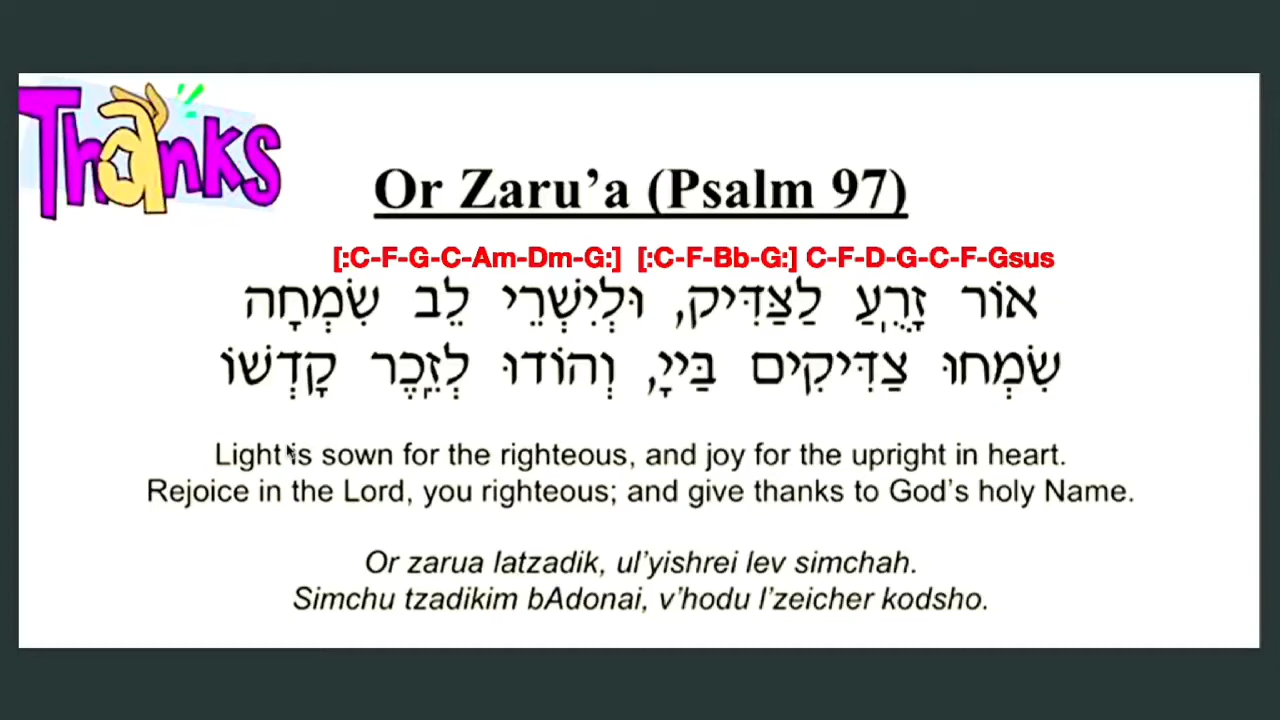 Thanks
Or Zaru’a (Psalm 97)
[:C-F-G-C-Am-Dm-G:] [:C-F-Bb-G:] C-F-D-G-C-F-Gsus
אוֹר זָרֻעַ לַצַּדִּיק, וּלְיִשְׁרֵי לֵב שִׂמְחָה
שִׂמְחוּ צַדִּיקִים בַּייָ, וְהוֹדוּ לְזֵכֶר קָדְשׁוֹ
Light is sown for the righteous, and joy for the upright in heart.
Rejoice in the Lord, you righteous; and give thanks to God’s holy Name.
Or zarua latzadik, ul’yishrei lev simchah.
Simchu tzadikim bAdonai, v’hodu l’zeicher kodsho.